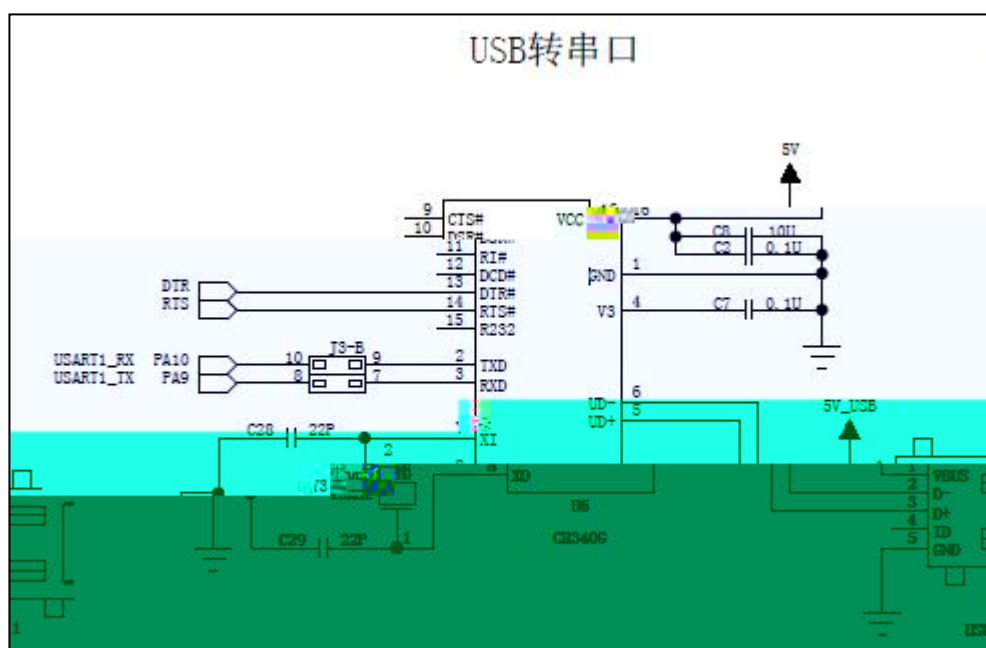 USB转串口
5V
9 CTS# VCC 16
10 DSR# C8 10U
11 RI# C2 0.1U
12 DCD# GND 1
DTR 13 DTR#
RTS 14 RTS# V3 4 C7 0.1U
15 R232
J3-B
USART1_RX PA10 10 9 2 TXD
USART1_TX PA9 8 7 3 RXD
UD- 6
UD+ 5 5V_USB
C28 22P XI
2
XO 1 VBUS
2 D-
U6 3 D+
4 ID
C29 22P 1 CH340G 5 GND